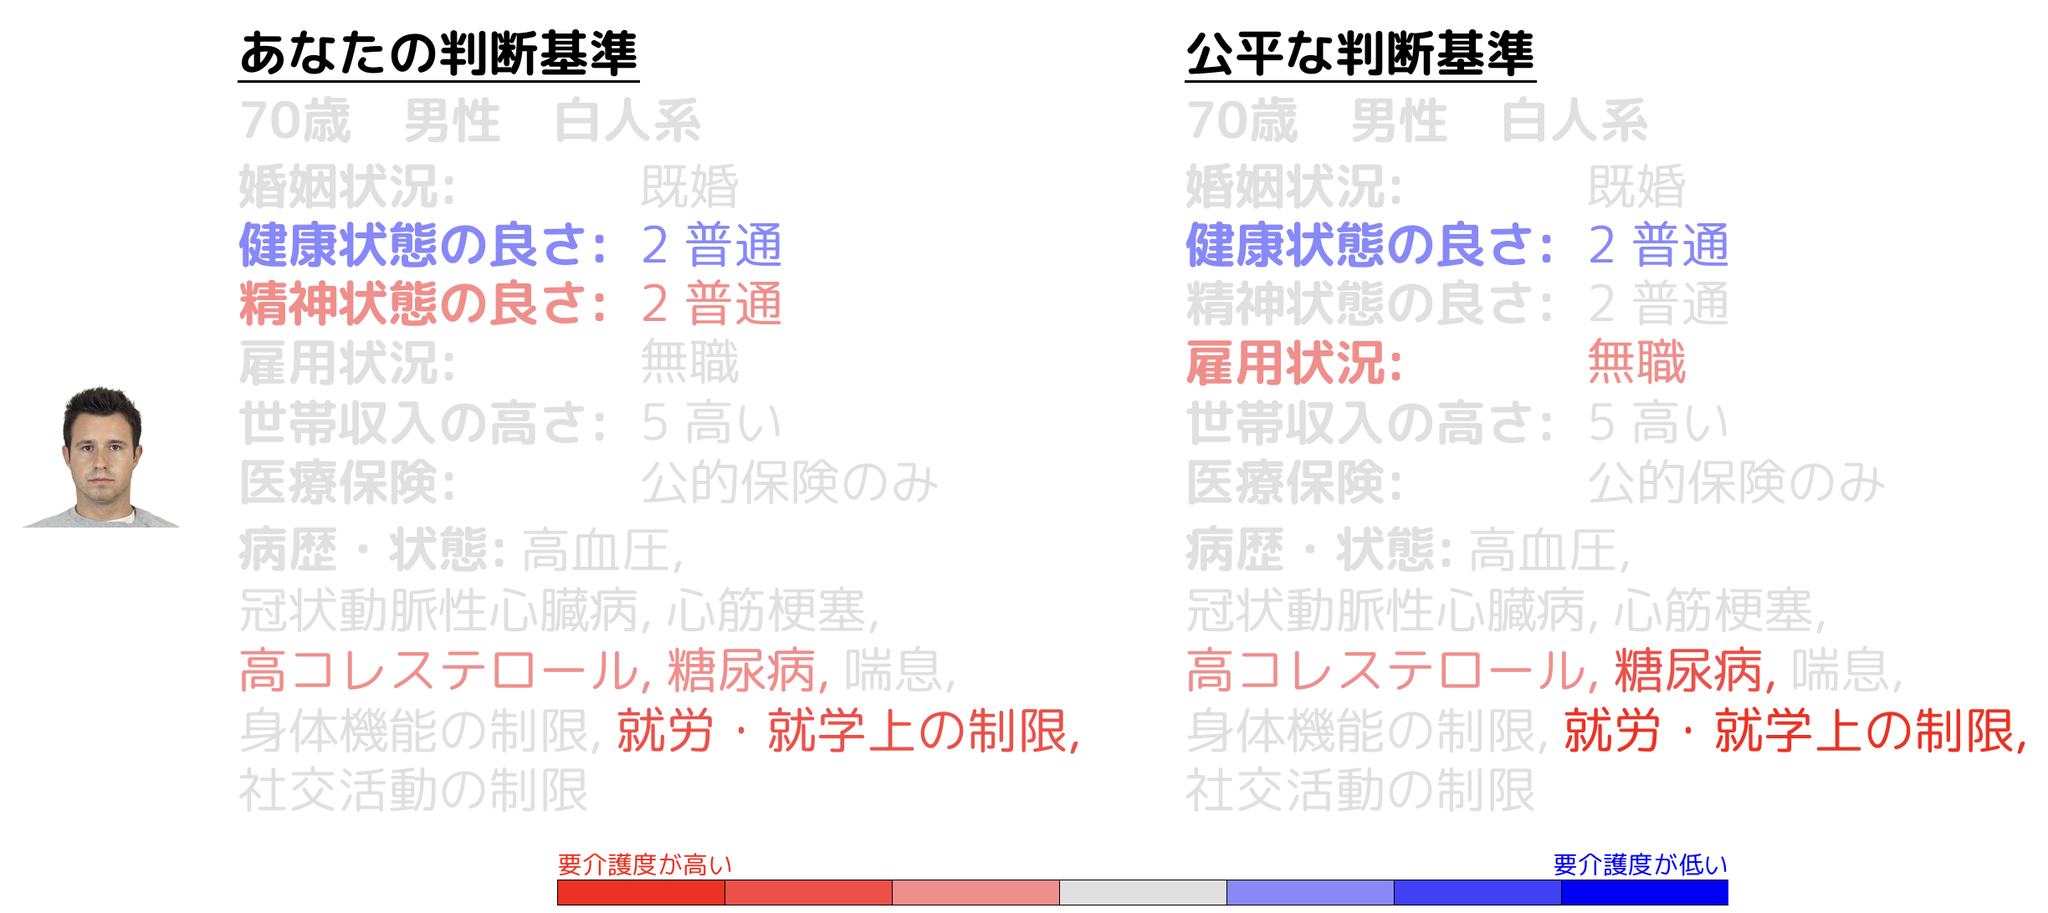 あなたの判断基準
70歳 男性 白人系
婚姻状況: 既婚
健康状態の良さ: 2 普通
精神状態の良さ: 2 普通
雇用状況: 無職
世帯収入の高さ: 5 高い
医療保険: 公的保険のみ
病歴・状態: 高血圧,
冠状動脈性心臓病, 心筋梗塞,
高コレステロール, 糖尿病, 喘息,
身体機能の制限, 就労・就学上の制限,
社交活動の制限
公平な判断基準
70歳 男性 白人系
婚姻状況: 既婚
健康状態の良さ: 2 普通
精神状態の良さ: 2 普通
雇用状況: 無職
世帯収入の高さ: 5 高い
医療保険: 公的保険のみ
病歴・状態: 高血圧,
冠状動脈性心臓病, 心筋梗塞,
高コレステロール, 糖尿病, 喘息,
身体機能の制限, 就労・就学上の制限,
社交活動の制限
要介護度が高い
要介護度が低い